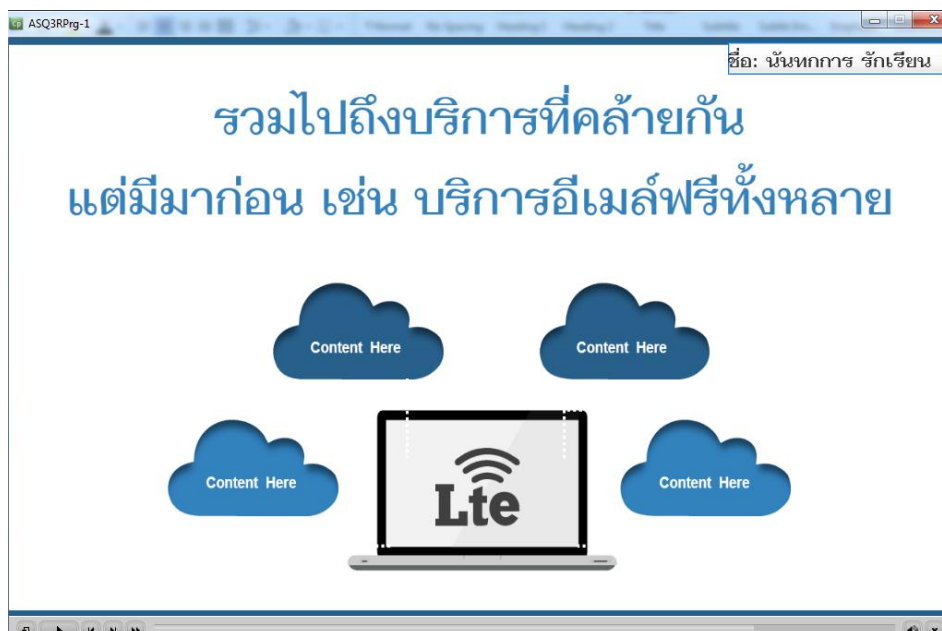 ASQ3RPrg-1
ชื่อ: นันทกการ รักเรียน
รวมไปถึงบริการที่คล้ายกัน
แต่มีมาก่อน เช่น บริการอีเมล์ฟรีทั้งหลาย
Content Here
Content Here
Content Here
Content Here
Lte